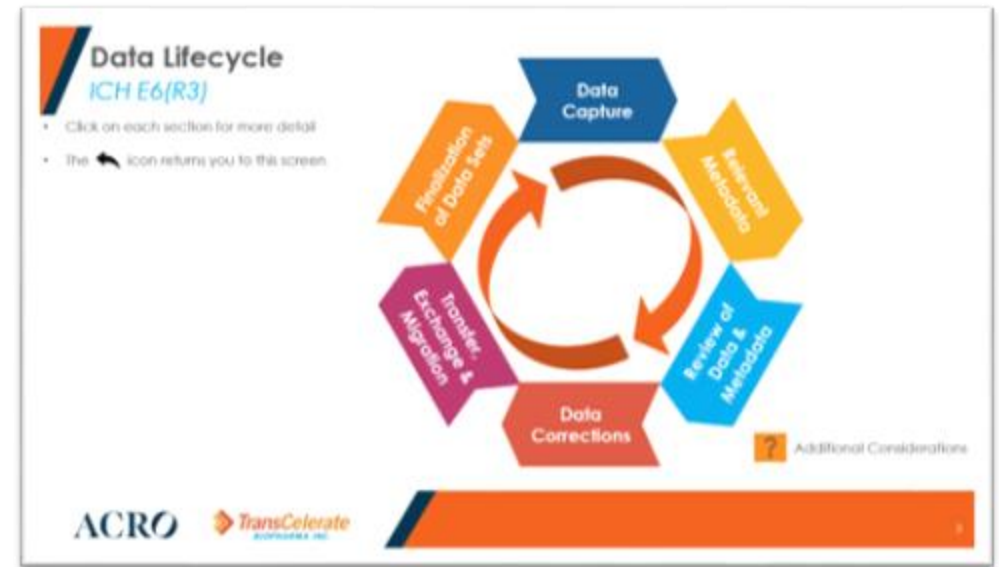 Data Lifecycle
ICH E6(R3)
• Click on each section for more detail
• The icon returns you to this screen
Data
Capture
Relevant
Metadata
Review of
Data &
Metadata
Data
Corrections
Transfer,
Exchange &
Migration
Finalization
of Data Sets
? Additional Considerations
ACRO
TransCelerate
BIOPHARMA INC.